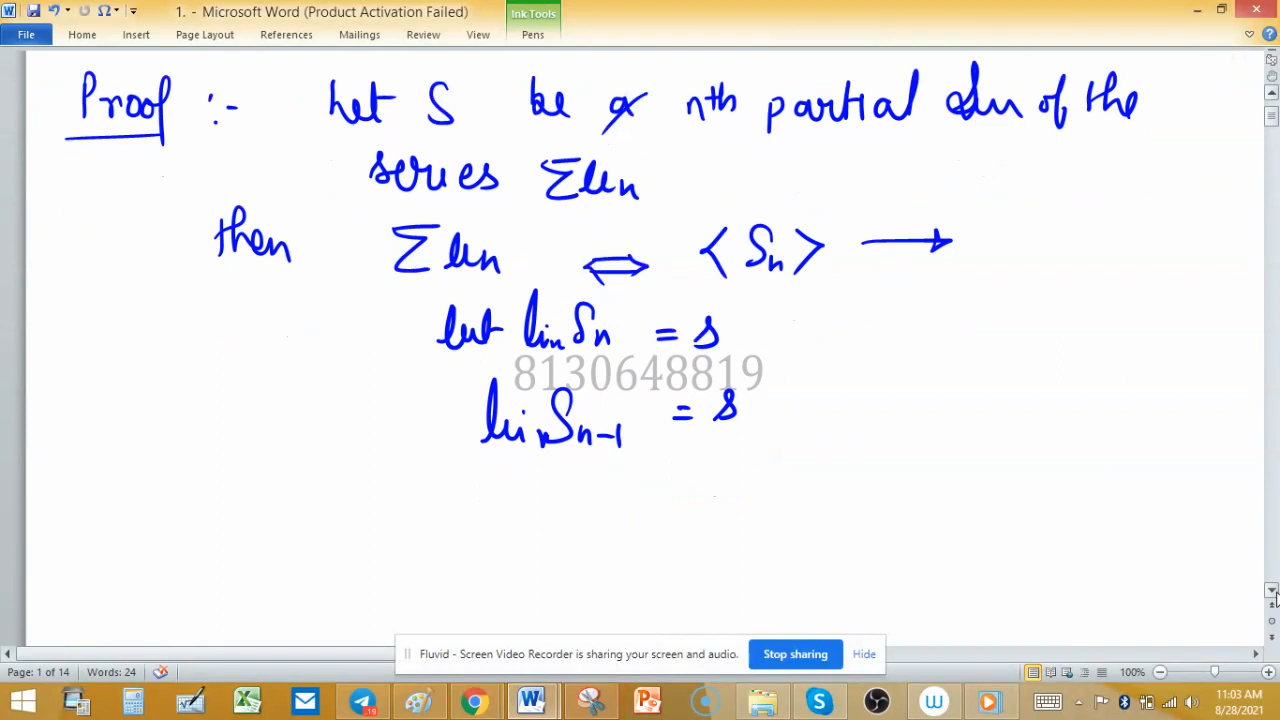 1. - Microsoft Word (Product Activation Failed)
Ink Tools
File Home Insert Page Layout References Mailings Review View Pens
Proof :- Let S be nth partial Sum of the
series Σun
then Σun ⇔ <Sn> →
let lim Sn = s
8130648819
lim Sn-1 = s
Fluvid - Screen Video Recorder is sharing your screen and audio. Stop sharing Hide
Page: 1 of 14 Words: 24 100%
11:03 AM
8/28/2021